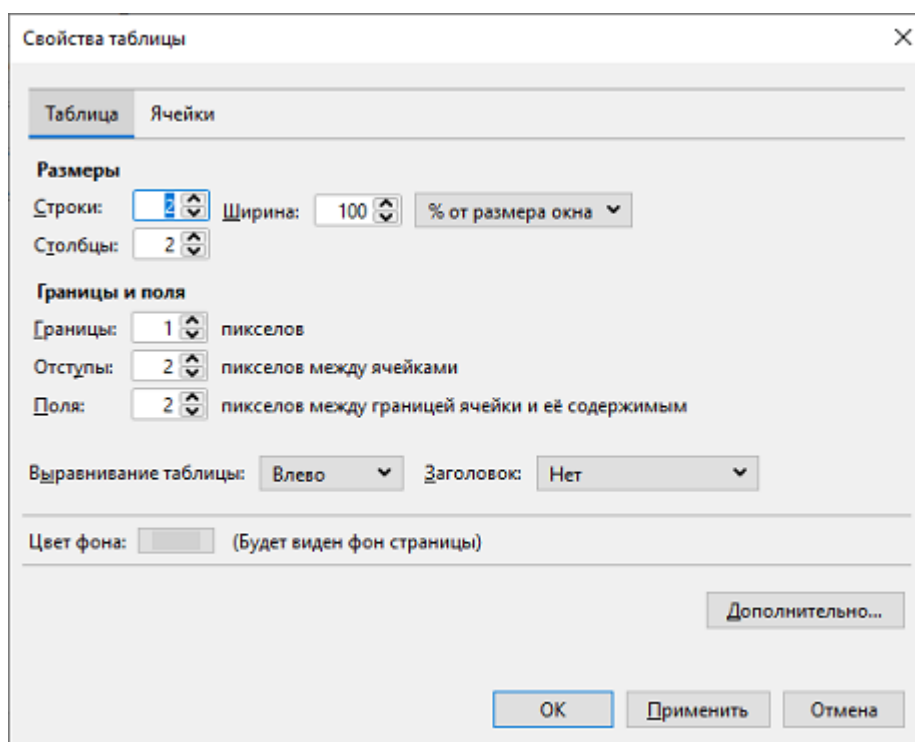 Свойства таблицы
Таблица Ячейки
Размеры
Строки: 2 Ширина: 100 % от размера окна
Столбцы: 2
Границы и поля
Границы: 1 пикселов
Отступы: 2 пикселов между ячейками
Поля: 2 пикселов между границей ячейки и её содержимым
Выравнивание таблицы: Влево Заголовок: Нет
Цвет фона: (Будет виден фон страницы)
Дополнительно...
OK Применить Отмена